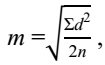 m = √(Σd²/2n) ,